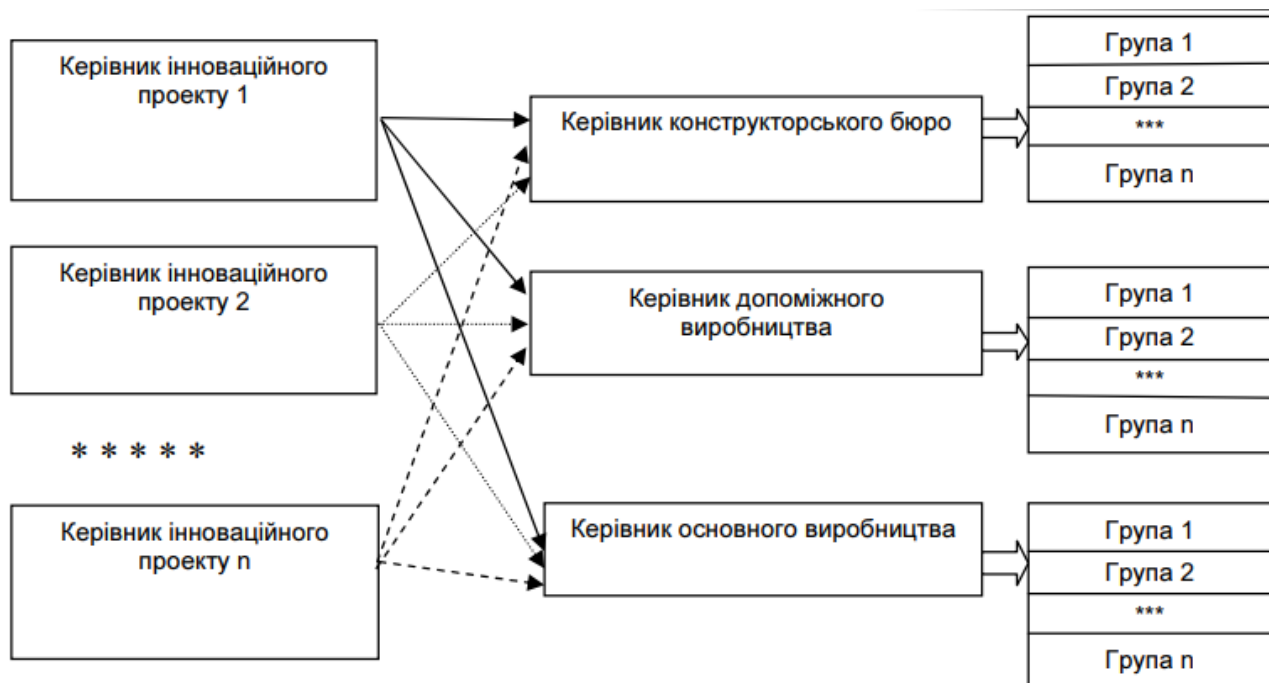 Керівник інноваційного
проекту 1
Керівник інноваційного
проекту 2
* * * * *
Керівник інноваційного
проекту n
Керівник конструкторського бюро
Керівник допоміжного
виробництва
Керівник основного виробництва
Група 1
Група 2
***
Група n
Група 1
Група 2
***
Група n
Група 1
Група 2
***
Група n